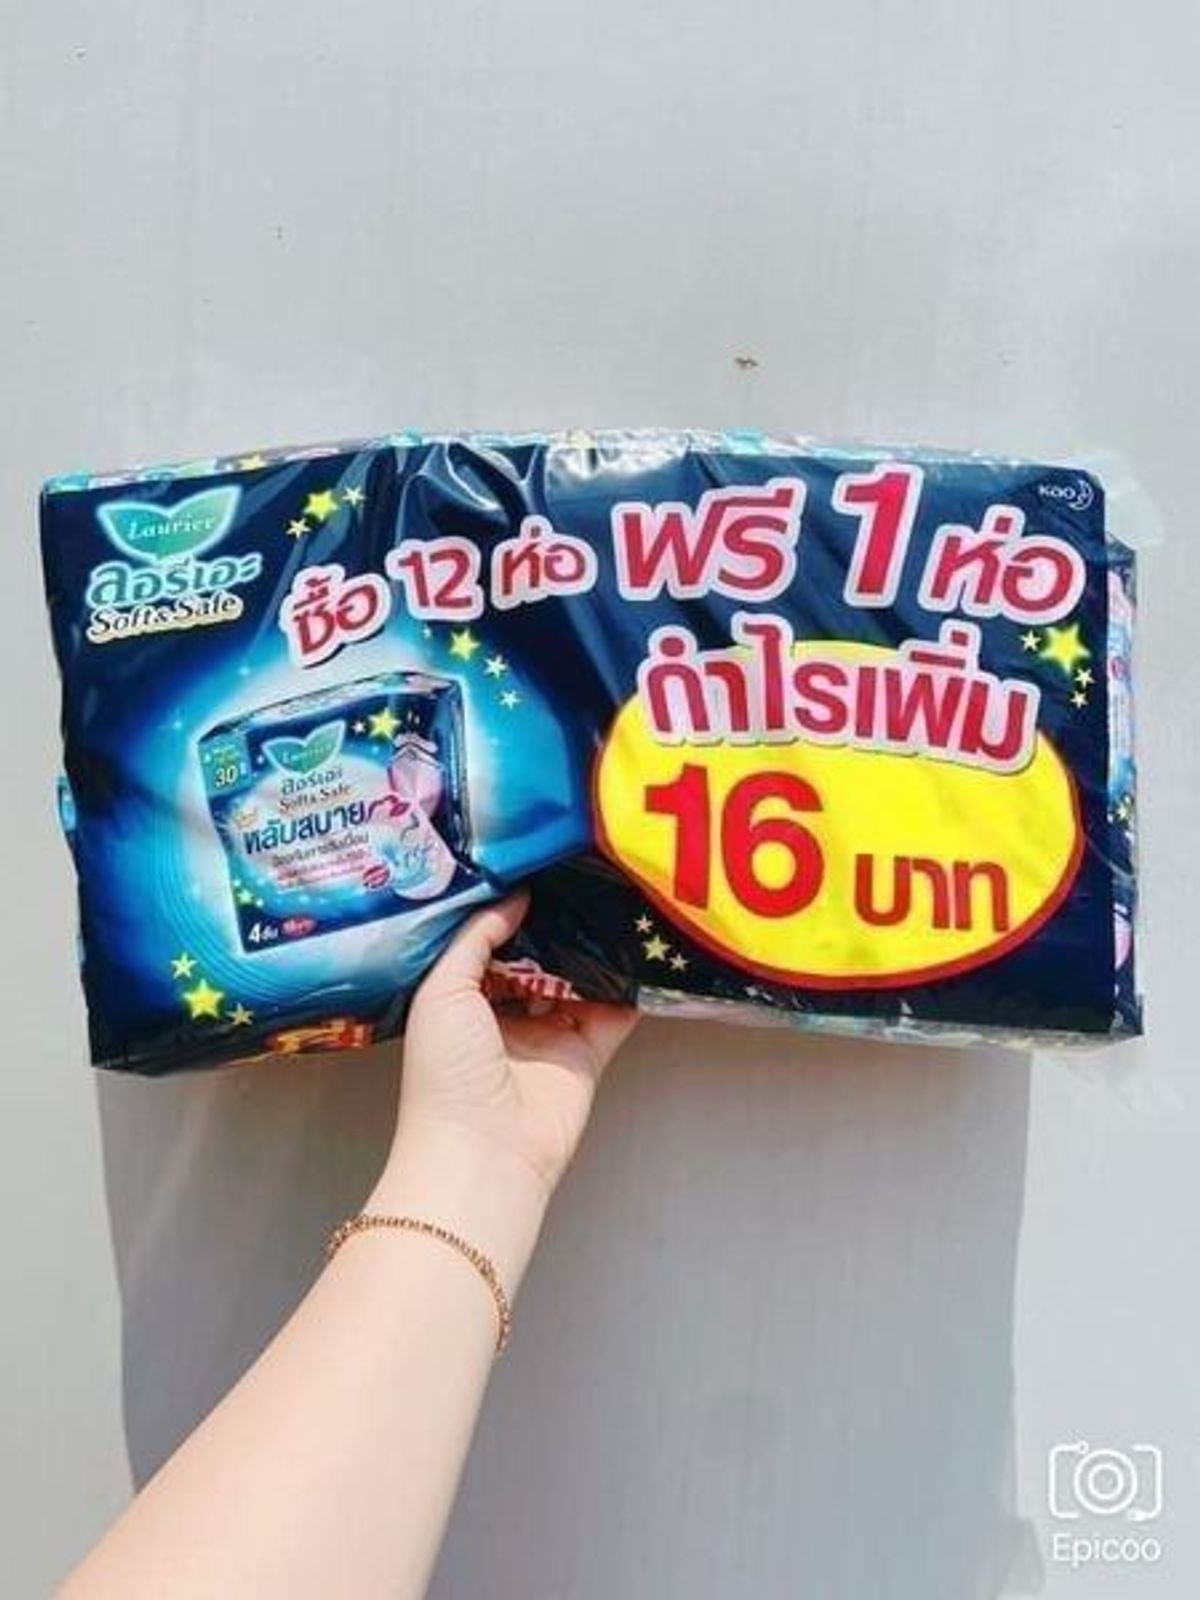 Laurier
ลอรีเอะ
Soft & Safe
ซื้อ 12 ห่อ ฟรี 1 ห่อ
กำไรเพิ่ม
16 บาท
Kao
Laurier
30
ลอรีเอะ
Soft & Safe
หลับสบาย
4 ชิ้น
Epicoo